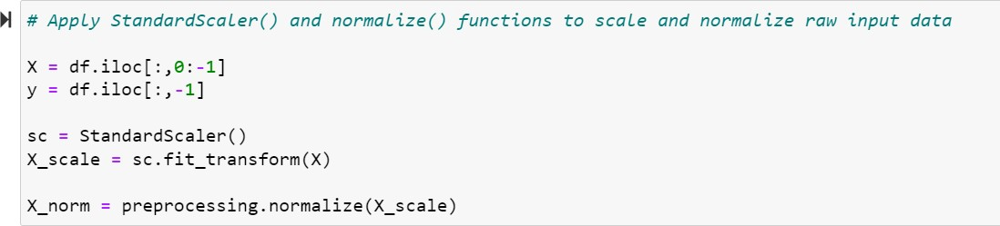 # Apply StandardScaler() and normalize() functions to scale and normalize raw input data
X = df.iloc[:,0:-1]
y = df.iloc[:,-1]
sc = StandardScaler()
X_scale = sc.fit_transform(X)
X_norm = preprocessing.normalize(X_scale)